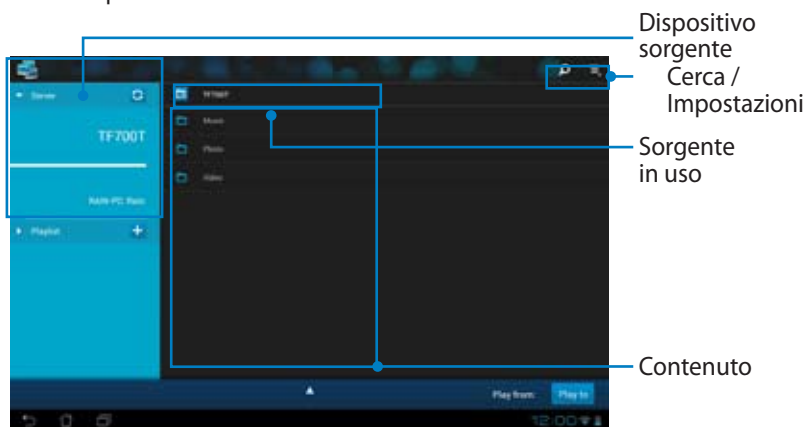 Dispositivo
sorgente
Cerca /
Impostazioni
Server
TF700T
TF700T
Music
Photo
Sorgente
in uso
Video
Playlist
Contenuto
Play from:
Play to
12:00